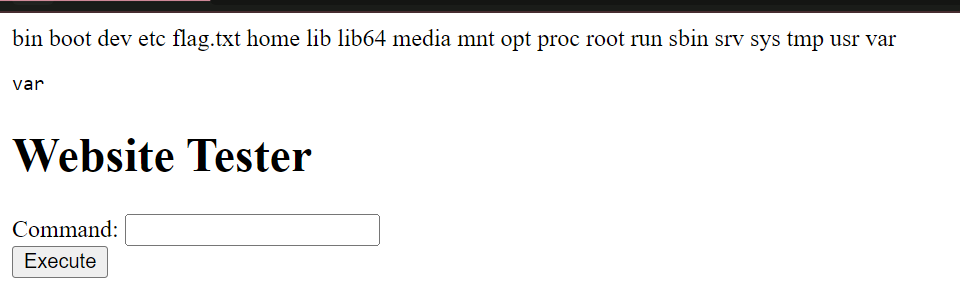 bin boot dev etc flag.txt home lib lib64 media mnt opt proc root run sbin srv sys tmp usr var
var
Website Tester
Command:
Execute